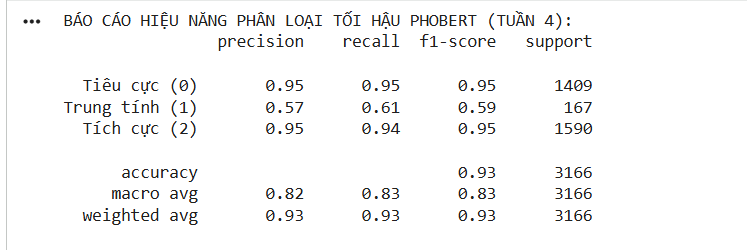 ••• BÁO CÁO HIỆU NĂNG PHÂN LOẠI TỐI HẬU PHOBERT (TUẦN 4):
precision recall f1-score support
Tiêu cực (0) 0.95 0.95 0.95 1409
Trung tính (1) 0.57 0.61 0.59 167
Tích cực (2) 0.95 0.94 0.95 1590
accuracy 0.93 3166
macro avg 0.82 0.83 0.83 3166
weighted avg 0.93 0.93 0.93 3166